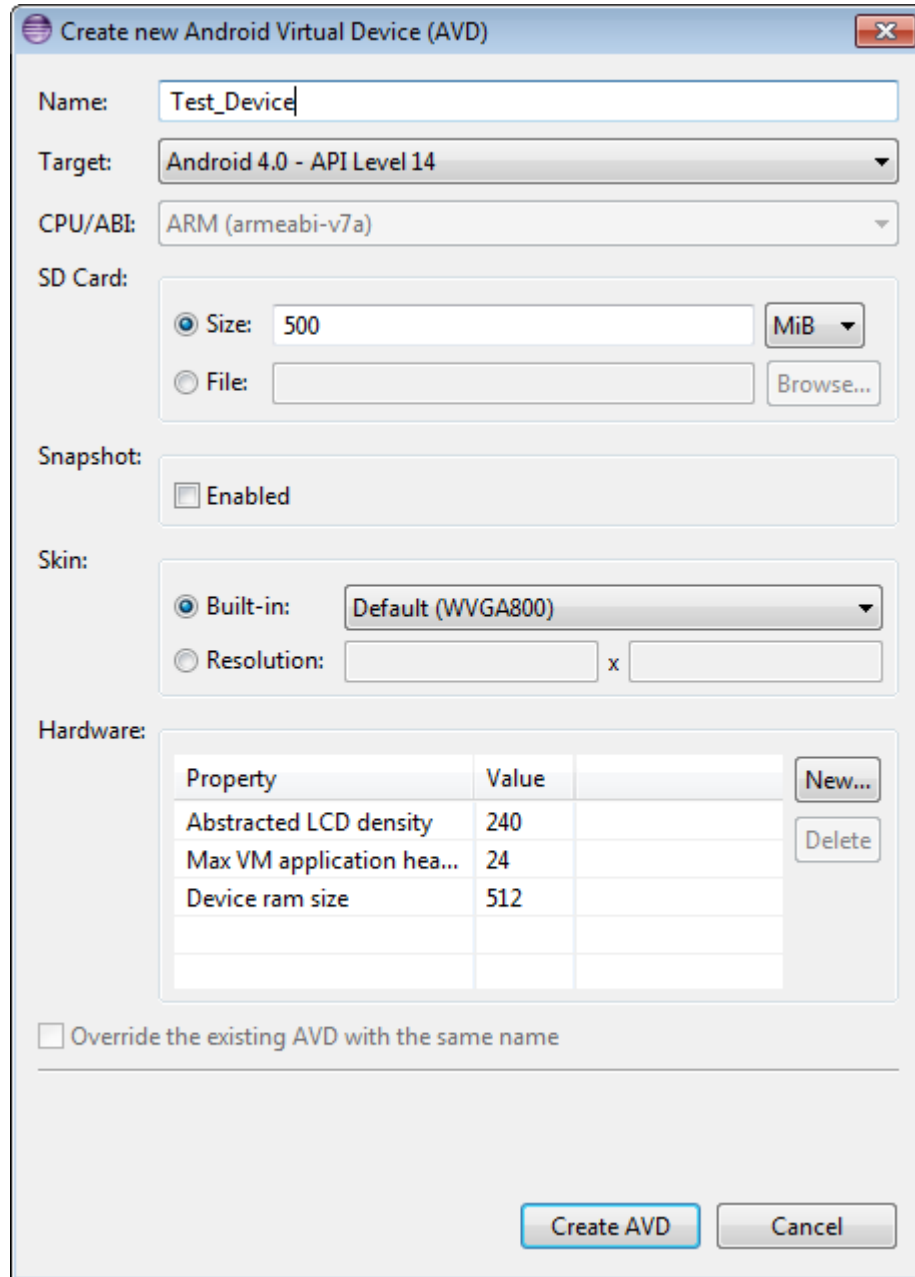 Create new Android Virtual Device (AVD)
Name: Test_Device
Target: Android 4.0 - API Level 14
CPU/ABI: ARM (armeabi-v7a)
SD Card:
Size: 500 MiB
File: Browse...
Snapshot:
Enabled
Skin:
Built-in: Default (WVGA800)
Resolution: x
Hardware:
Property Value New...
Abstracted LCD density 240
Delete
Max VM application hea... 24
Device ram size 512
Override the existing AVD with the same name
Create AVD Cancel